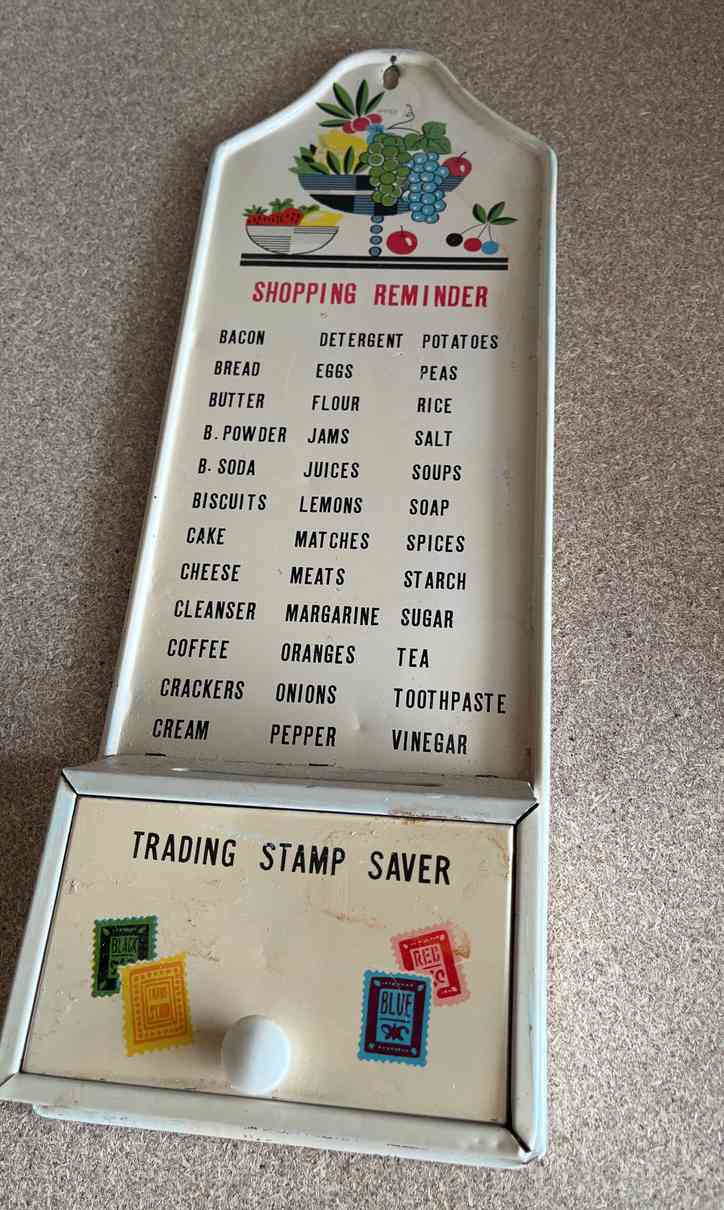 SHOPPING REMINDER
BACON DETERGENT POTATOES
BREAD EGGS PEAS
BUTTER FLOUR RICE
B. POWDER JAMS SALT
B. SODA JUICES SOUPS
BISCUITS LEMONS SOAP
CAKE MATCHES SPICES
CHEESE MEATS STARCH
CLEANSER MARGARINE SUGAR
COFFEE ORANGES TEA
CRACKERS ONIONS TOOTHPASTE
CREAM PEPPER VINEGAR
TRADING STAMP SAVER
BLACK
RED
BLUE